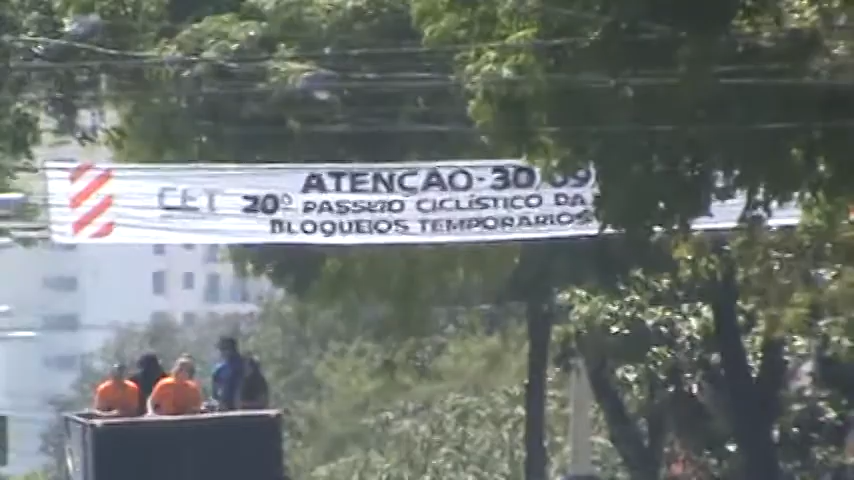 ATENÇÃO-30/09
CET 20º PASSEIO CICLÍSTICO DA
BLOQUEIOS TEMPORÁRIOS